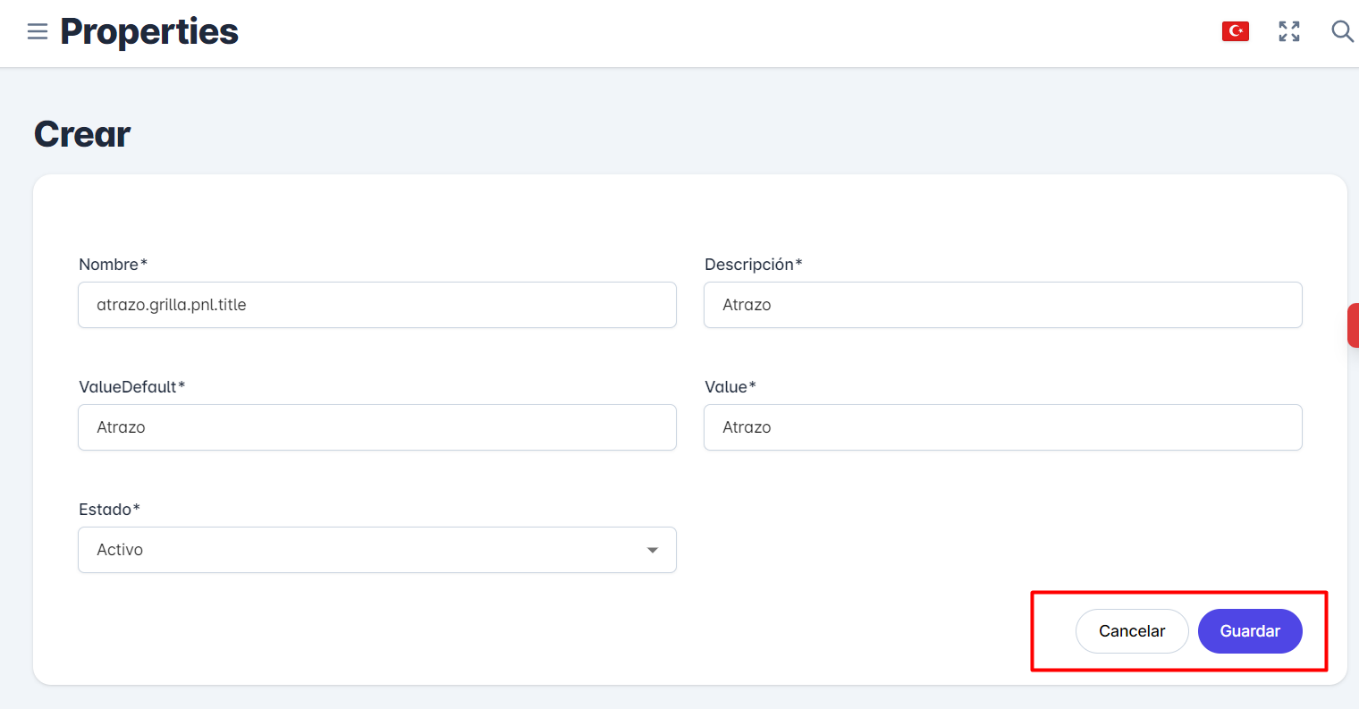 Properties
Crear
Nombre* Descripción*
atrazo.grilla.pnl.title Atrazo
ValueDefault* Value*
Atrazo Atrazo
Estado*
Activo
Cancelar Guardar